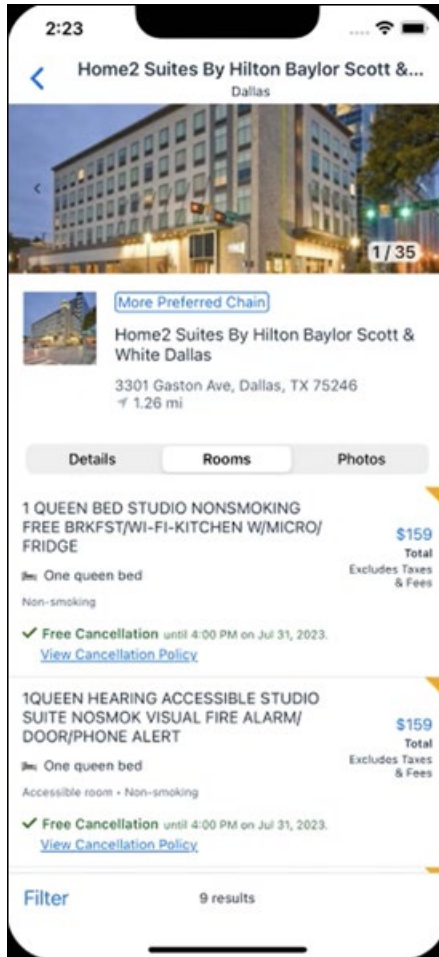 2:23
Home2 Suites By Hilton Baylor Scott &...
Dallas
1 / 35
More Preferred Chain
Home2 Suites By Hilton Baylor Scott &
White Dallas
3301 Gaston Ave, Dallas, TX 75246
1.26 mi
Details Rooms Photos
1 QUEEN BED STUDIO NONSMOKING
FREE BRKFST/WI-FI-KITCHEN W/MICRO/
FRIDGE
$159
Total
Excludes Taxes
& Fees
One queen bed
Non-smoking
Free Cancellation until 4:00 PM on Jul 31, 2023.
View Cancellation Policy
1QUEEN HEARING ACCESSIBLE STUDIO
SUITE NOSMOK VISUAL FIRE ALARM/
DOOR/PHONE ALERT
$159
Total
Excludes Taxes
& Fees
One queen bed
Accessible room • Non-smoking
Free Cancellation until 4:00 PM on Jul 31, 2023.
View Cancellation Policy
Filter 9 results